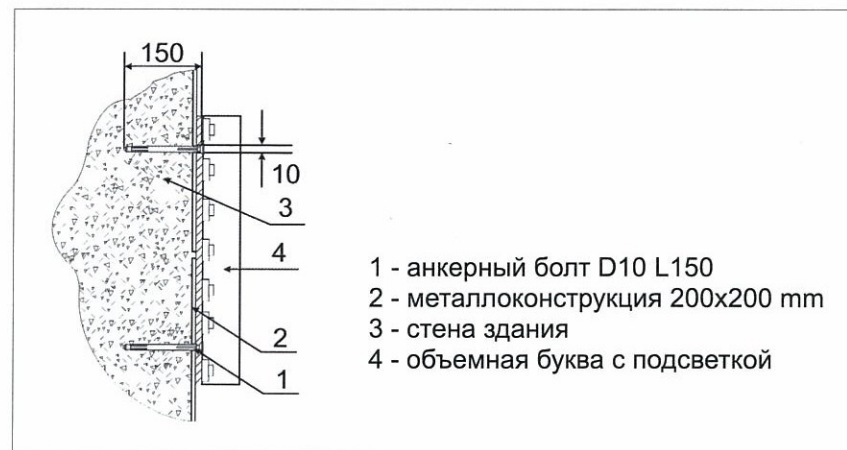 150
10
3
4
2
1
1 - анкерный болт D10 L150
2 - металлоконструкция 200x200 mm
3 - стена здания
4 - объемная буква с подсветкой